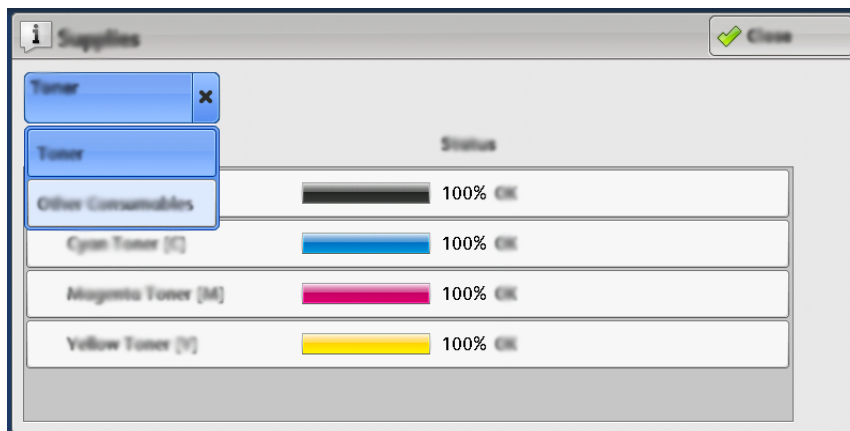 Supplies
Close
Toner
Status
Toner
Other Consumables
100% OK
Cyan Toner [C] 100% OK
Magenta Toner [M] 100% OK
Yellow Toner [Y] 100% OK